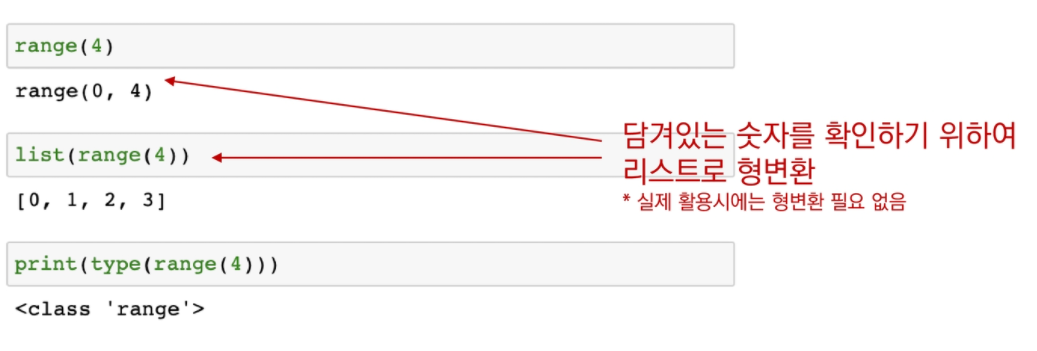 range(4)
range(0, 4)
list(range(4))
[0, 1, 2, 3]
담겨있는 숫자를 확인하기 위하여
리스트로 형변환
* 실제 활용시에는 형변환 필요 없음
print(type(range(4)))
<class 'range'>